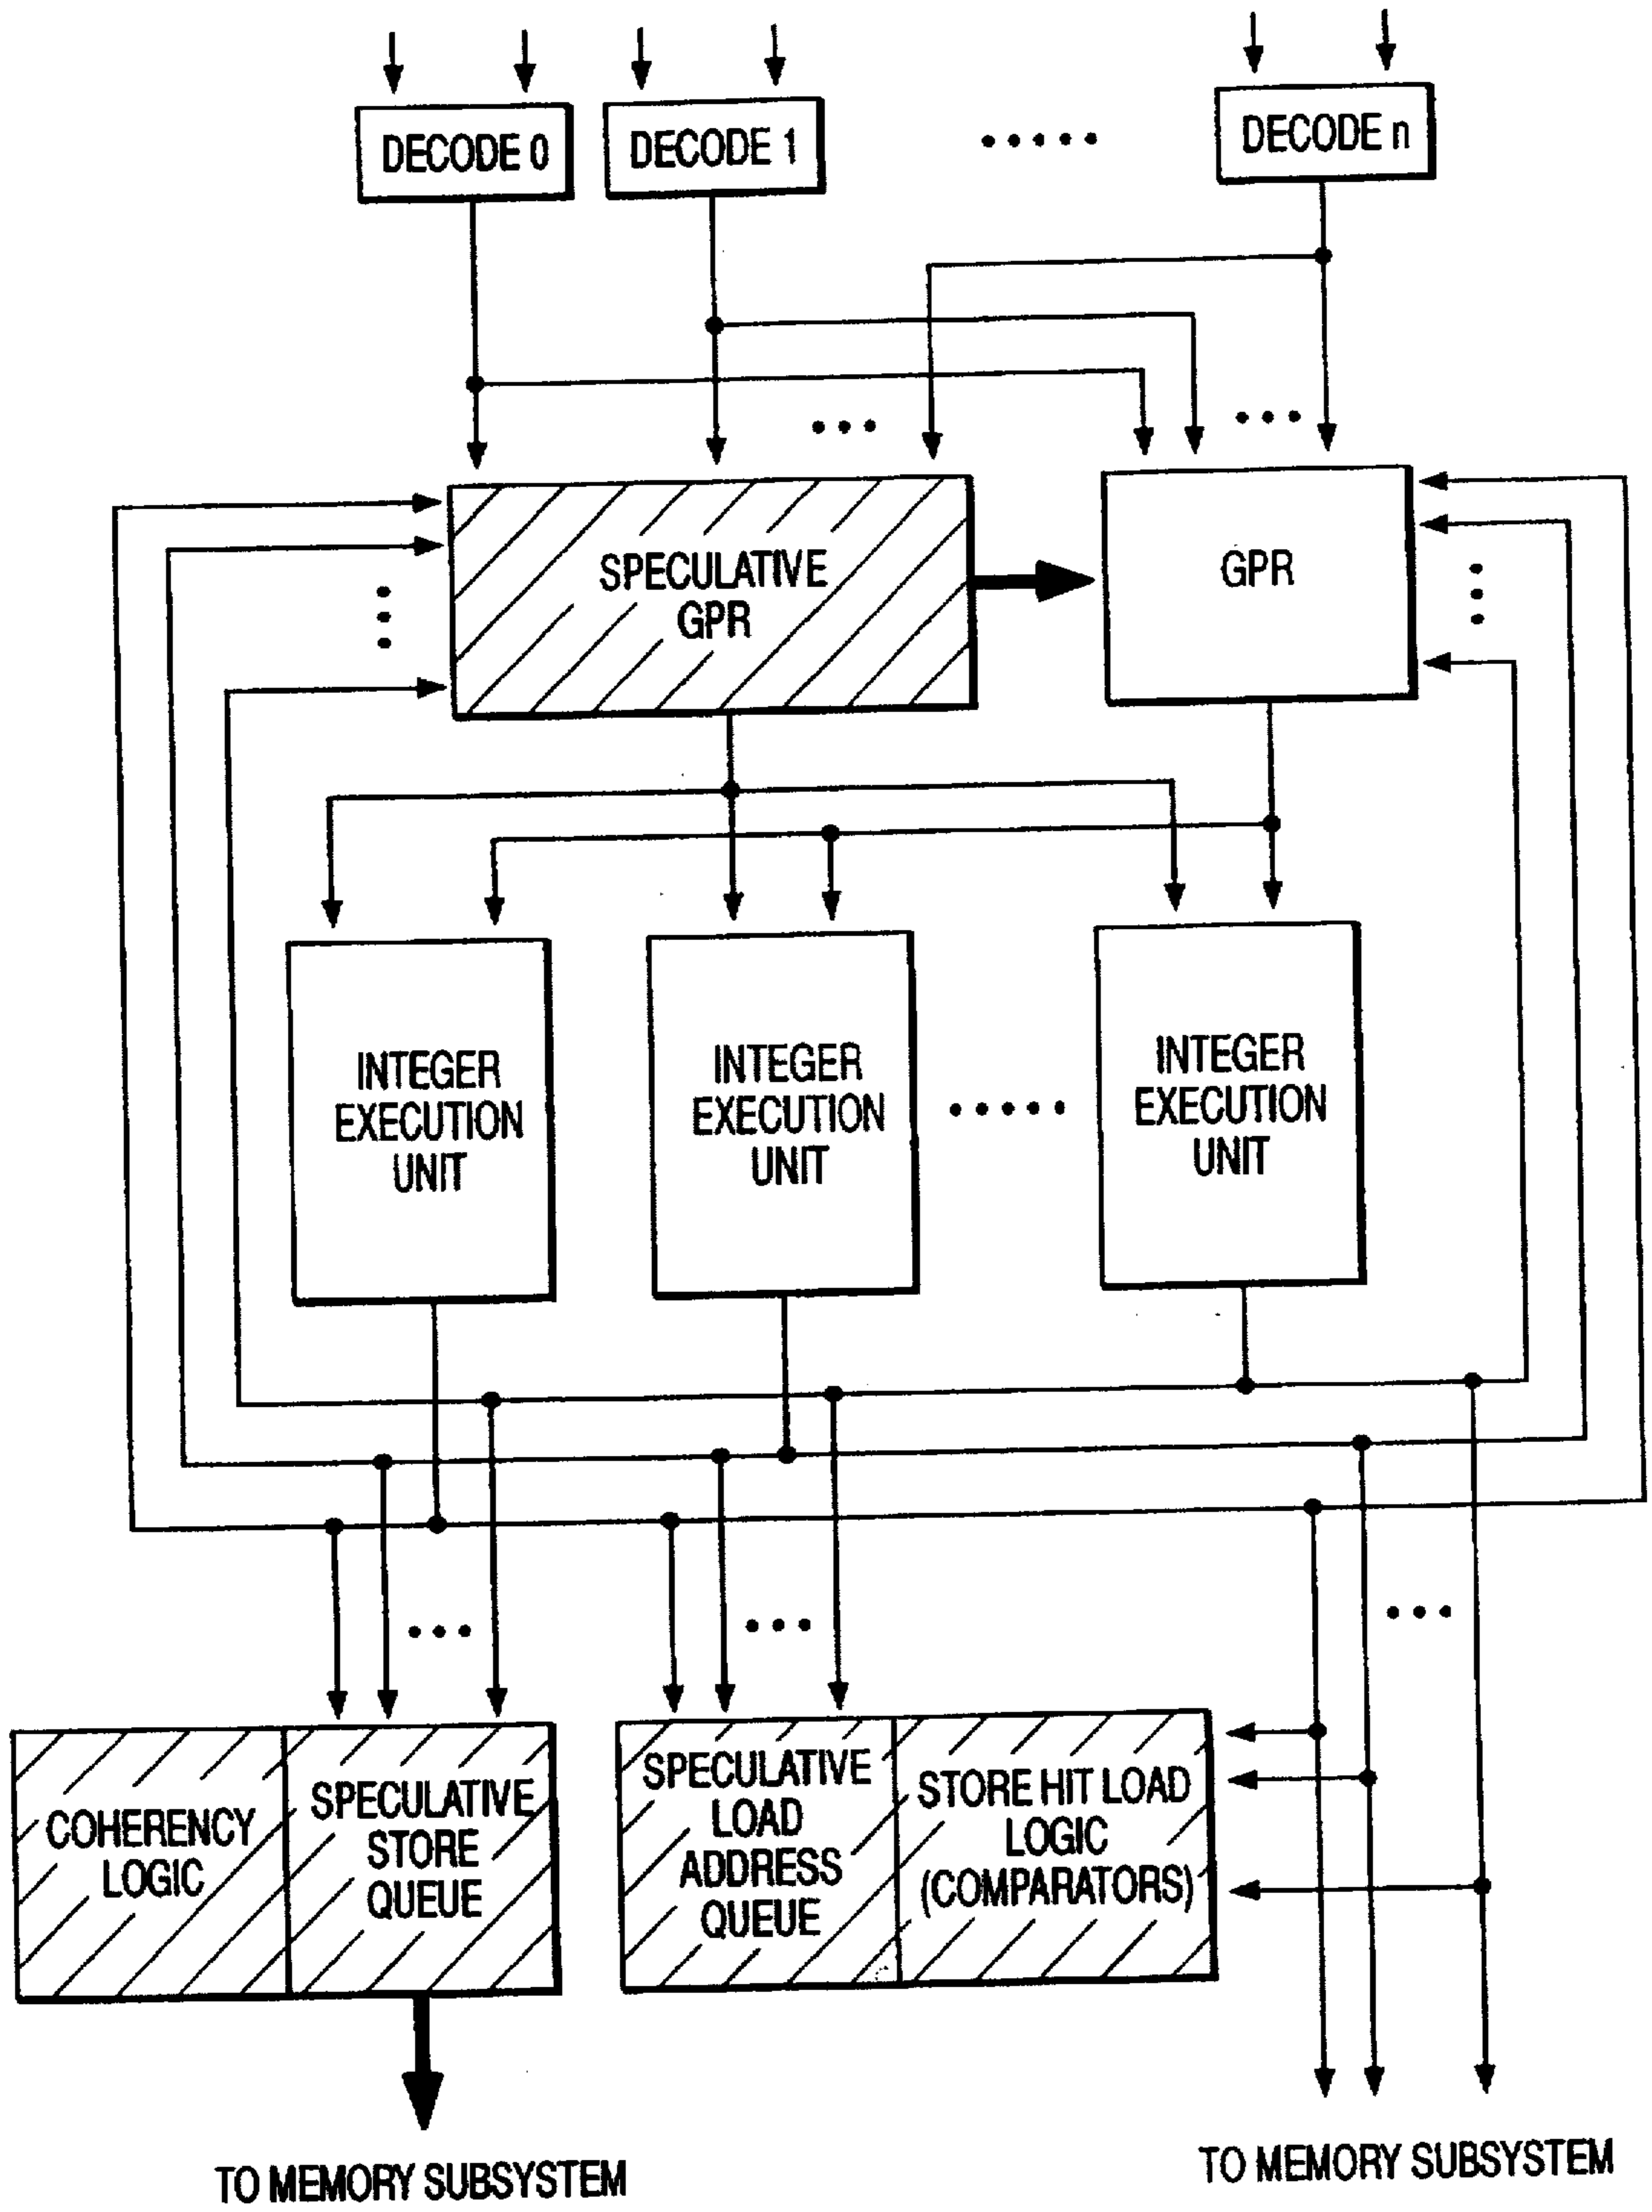 DECODE 0
DECODE 1
DECODE n
SPECULATIVE
GPR
GPR
INTEGER
EXECUTION
UNIT
INTEGER
EXECUTION
UNIT
INTEGER
EXECUTION
UNIT
COHERENCY
LOGIC
SPECULATIVE
STORE
QUEUE
SPECULATIVE
LOAD
ADDRESS
QUEUE
STORE HIT LOAD
LOGIC
(COMPARATORS)
TO MEMORY SUBSYSTEM
TO MEMORY SUBSYSTEM